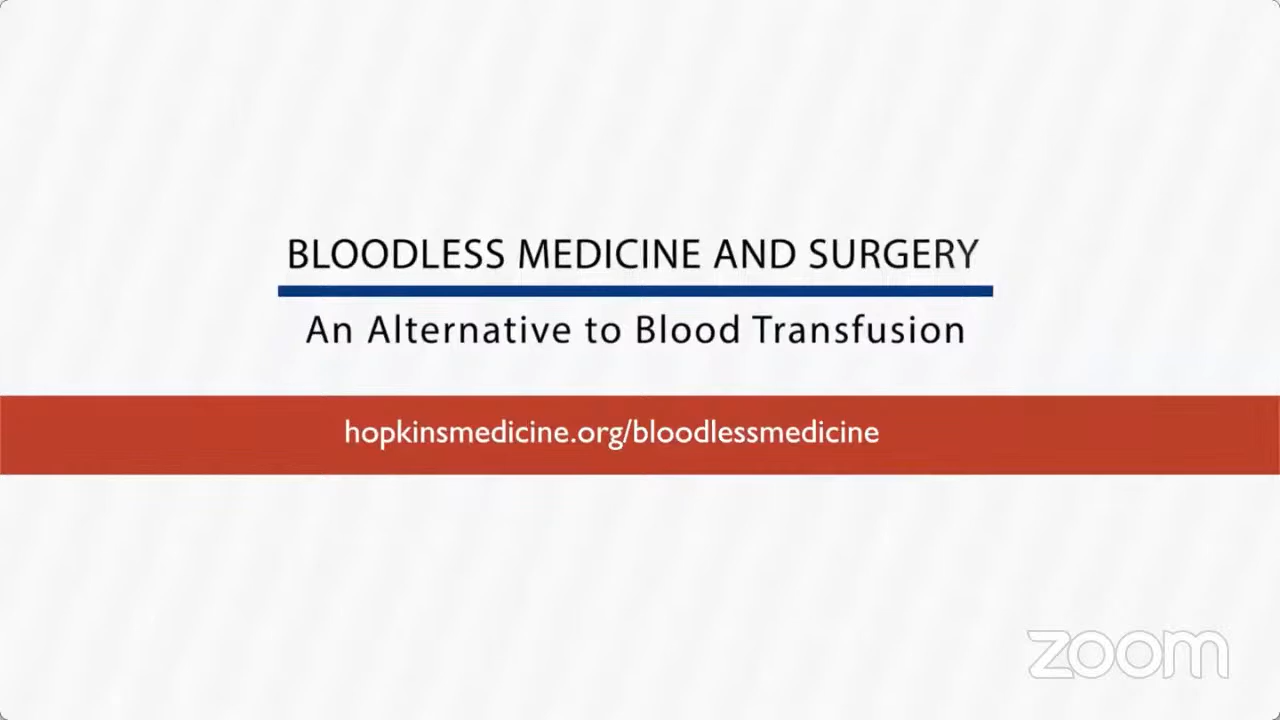 BLOODLESS MEDICINE AND SURGERY
An Alternative to Blood Transfusion
hopkinsmedicine.org/bloodlessmedicine
zoom